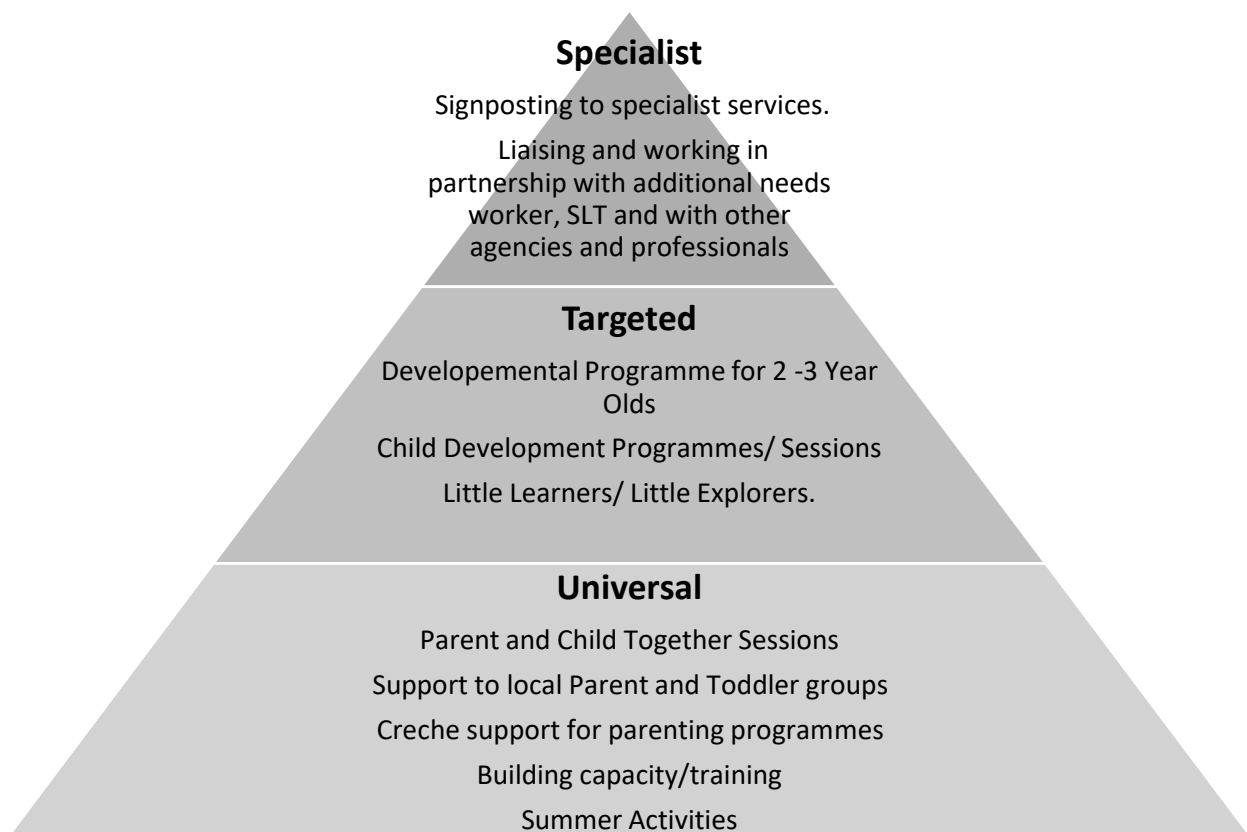 Specialist
Signposting to specialist services.
Liaising and working in
partnership with additional needs
worker, SLT and with other
agencies and professionals
Targeted
Developemental Programme for 2 -3 Year
Olds
Child Development Programmes/ Sessions
Little Learners/ Little Explorers.
Universal
Parent and Child Together Sessions
Support to local Parent and Toddler groups
Creche support for parenting programmes
Building capacity/training
Summer Activities